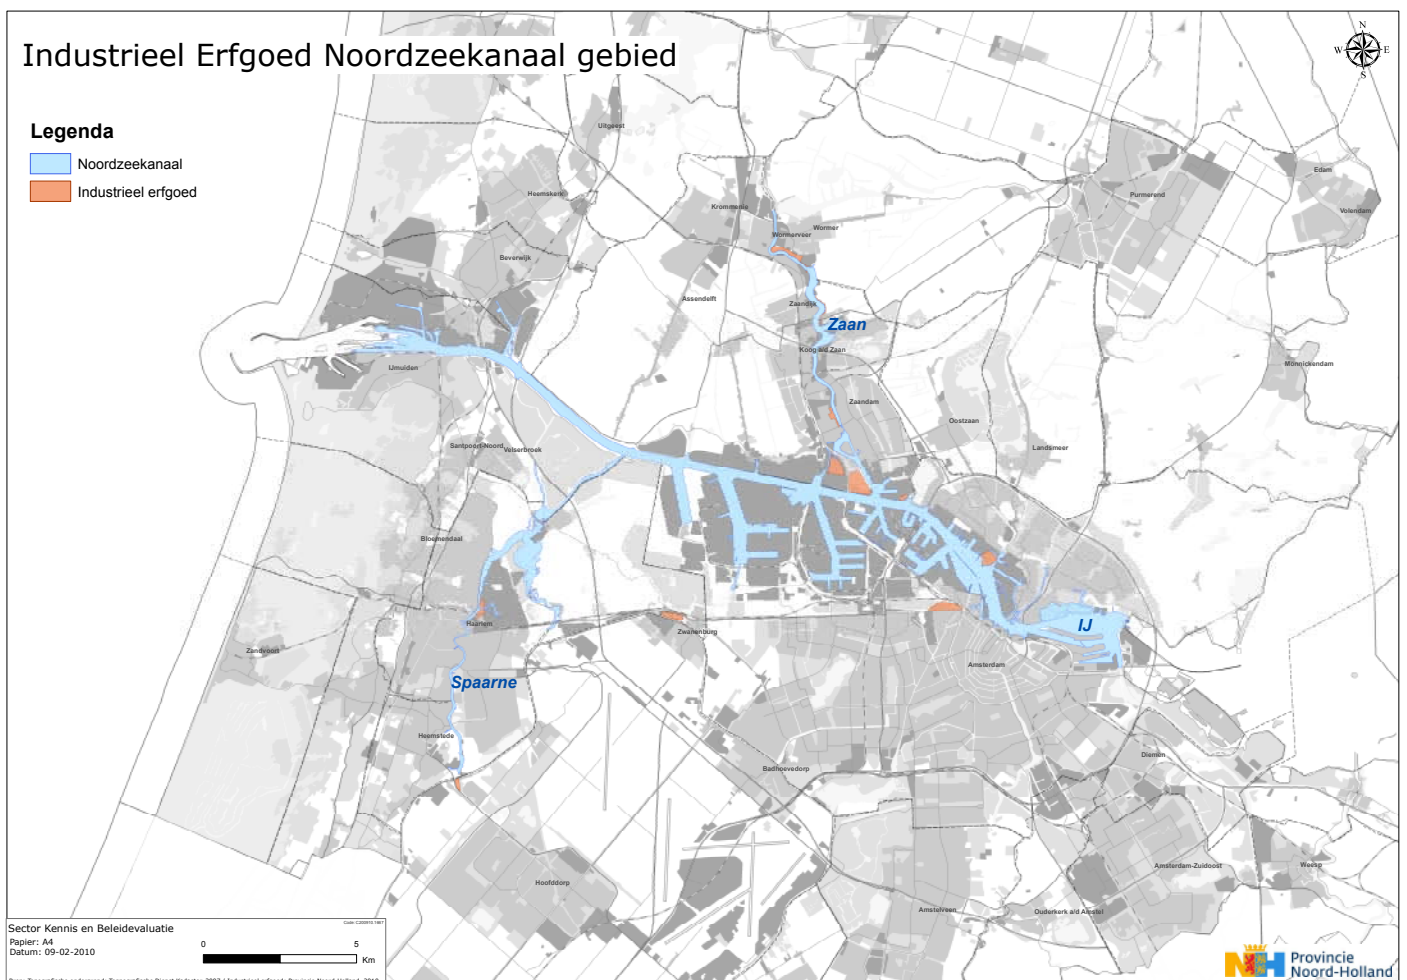 Industrieel Erfgoed Noordzeekanaal gebied
N
W
E
S
Legenda
Noordzeekanaal
Industrieel erfgoed
Uitgeest
Heemskerk
Krommenie
Wormer
Wormerveer
Purmerend
Edam
Volendam
Beverwijk
Assendelft
Zaandijk
Zaan
Koog a/d Zaan
IJmuiden
Monnickendam
Zaandam
Oostzaan
Landsmeer
Santpoort-Noord
Velserbroek
Bloemendaal
Haarlem
Zwanenburg
IJ
Zandvoort
Amsterdam
Spaarne
Heemstede
Diemen
Badhoevedorp
Hoofddorp
Amsterdam-Zuidoost
Weesp
Amstelveen
Ouderkerk a/d Amstel
Sector Kennis en Beleidevaluatie
Papier: A4
Datum: 09-02-2010
0
5
Km
Provincie
Noord-Holland